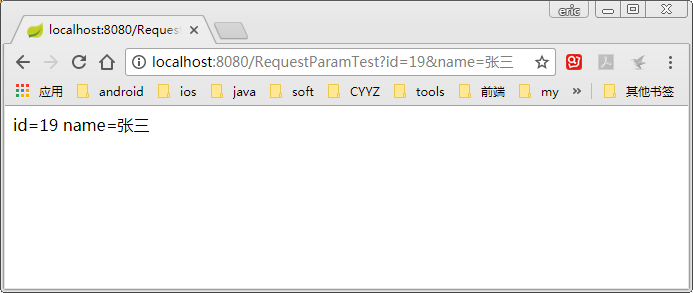 eric
localhost:8080/Reques
localhost:8080/RequestParamTest?id=19&name=张三
应用 android ios java soft CYYZ tools 前端 my » 其他书签
id=19 name=张三